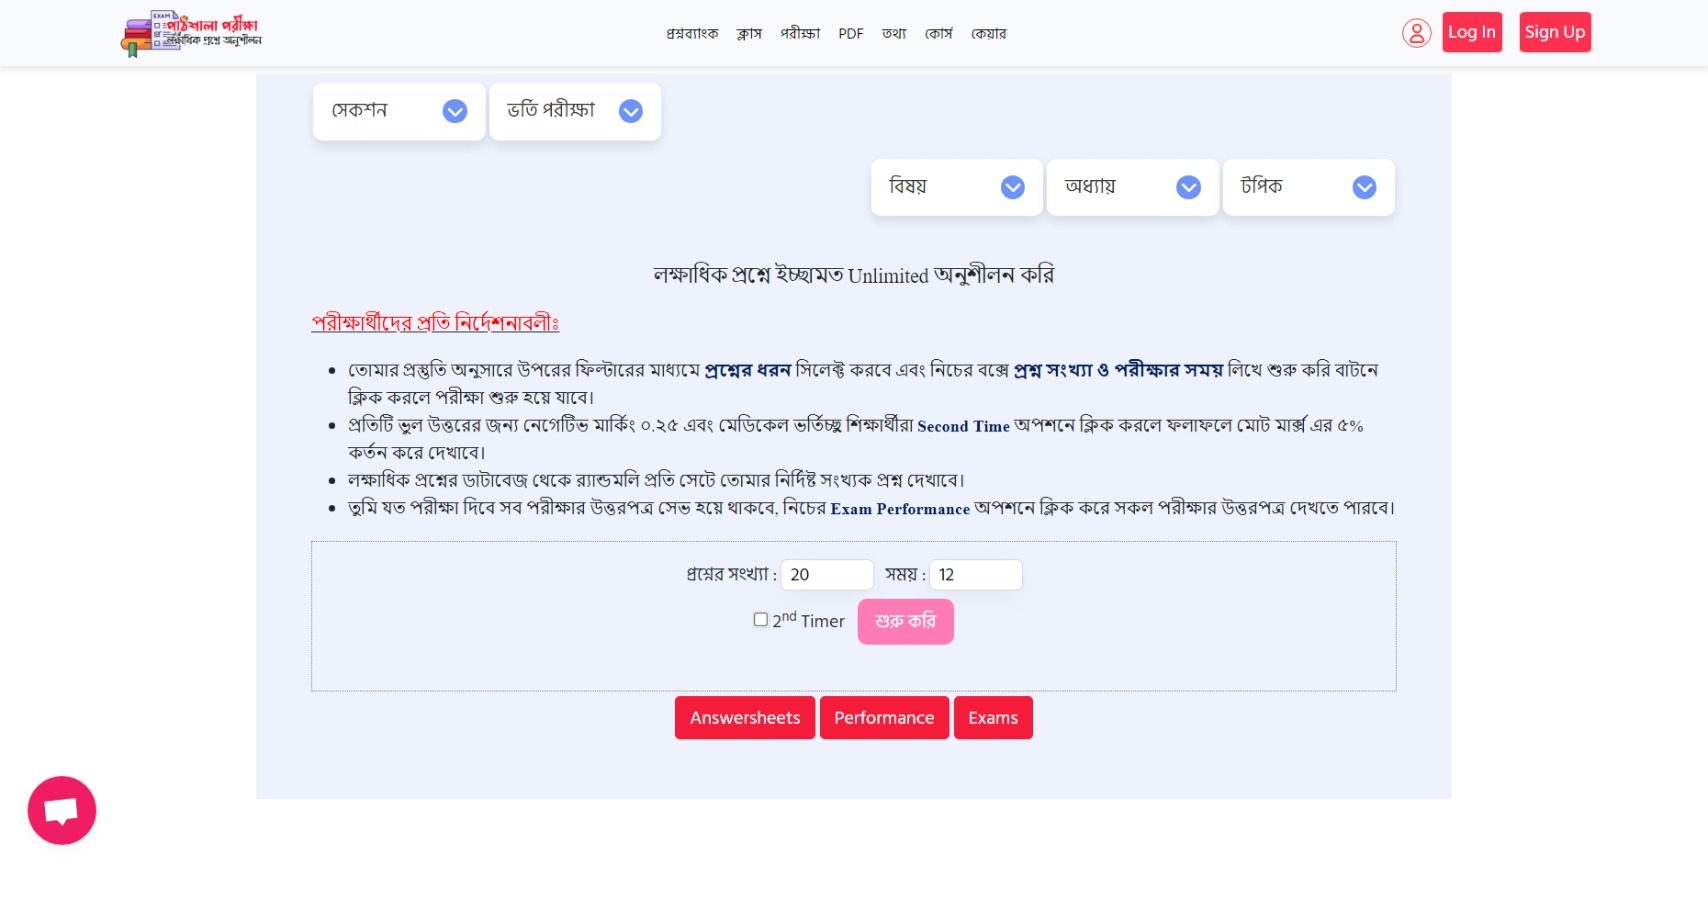 EXAM
পাঠশালা পরীক্ষা
লক্ষাধিক প্রশ্নে অনুশীলন
প্রশ্নব্যাংক ক্লাস পরীক্ষা PDF তথ্য কোর্স কেয়ার
Log In Sign Up
সেকশন ভর্তি পরীক্ষা
বিষয় অধ্যায় টপিক
লক্ষাধিক প্রশ্নে ইচ্ছামত Unlimited অনুশীলন করি
পরীক্ষার্থীদের প্রতি নির্দেশনাবলীঃ
তোমার প্রস্তুতি অনুসারে উপরের ফিল্টারের মাধ্যমে প্রশ্নের ধরন সিলেক্ট করবে এবং নিচের বক্সে প্রশ্ন সংখ্যা ও পরীক্ষার সময় লিখে শুরু করি বাটনে
ক্লিক করলে পরীক্ষা শুরু হয়ে যাবে।
প্রতিটি ভুল উত্তরের জন্য নেগেটিভ মার্কিং ০.২৫ এবং মেডিকেল ভর্তিচ্ছু শিক্ষার্থীরা Second Time অপশনে ক্লিক করলে ফলাফলে মোট মার্ক্স এর ৫%
কর্তন করে দেখাবে।
লক্ষাধিক প্রশ্নের ডাটাবেজ থেকে র‍্যান্ডমলি প্রতি সেটে তোমার নির্দিষ্ট সংখ্যক প্রশ্ন দেখাবে।
তুমি যত পরীক্ষা দিবে সব পরীক্ষার উত্তরপত্র সেভ হয়ে থাকবে, নিচের Exam Performance অপশনে ক্লিক করে সকল পরীক্ষার উত্তরপত্র দেখতে পারবে।
প্রশ্নের সংখ্যা : 20 সময় : 12
2nd Timer শুরু করি
Answersheets Performance Exams